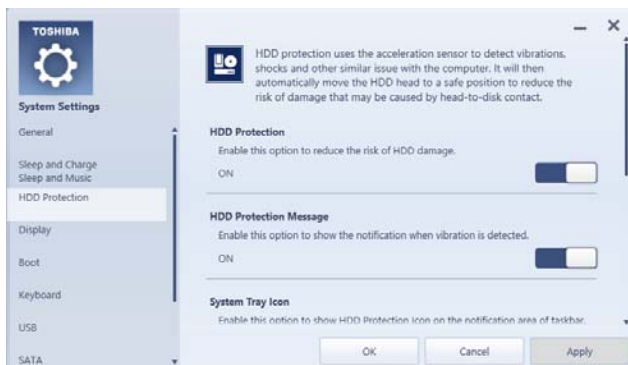 TOSHIBA
System Settings
General
Sleep and Charge
Sleep and Music
HDD Protection
Display
Boot
Keyboard
USB
SATA
HDD protection uses the acceleration sensor to detect vibrations,
shocks and other similar issue with the computer. It will then
automatically move the HDD head to a safe position to reduce the
risk of damage that may be caused by head-to-disk contact.
HDD Protection
Enable this option to reduce the risk of HDD damage.
ON
HDD Protection Message
Enable this option to show the notification when vibration is detected.
ON
System Tray Icon
Enable this option to show HDD Protection Icon on the notification area of taskbar.
OK
Cancel
Apply